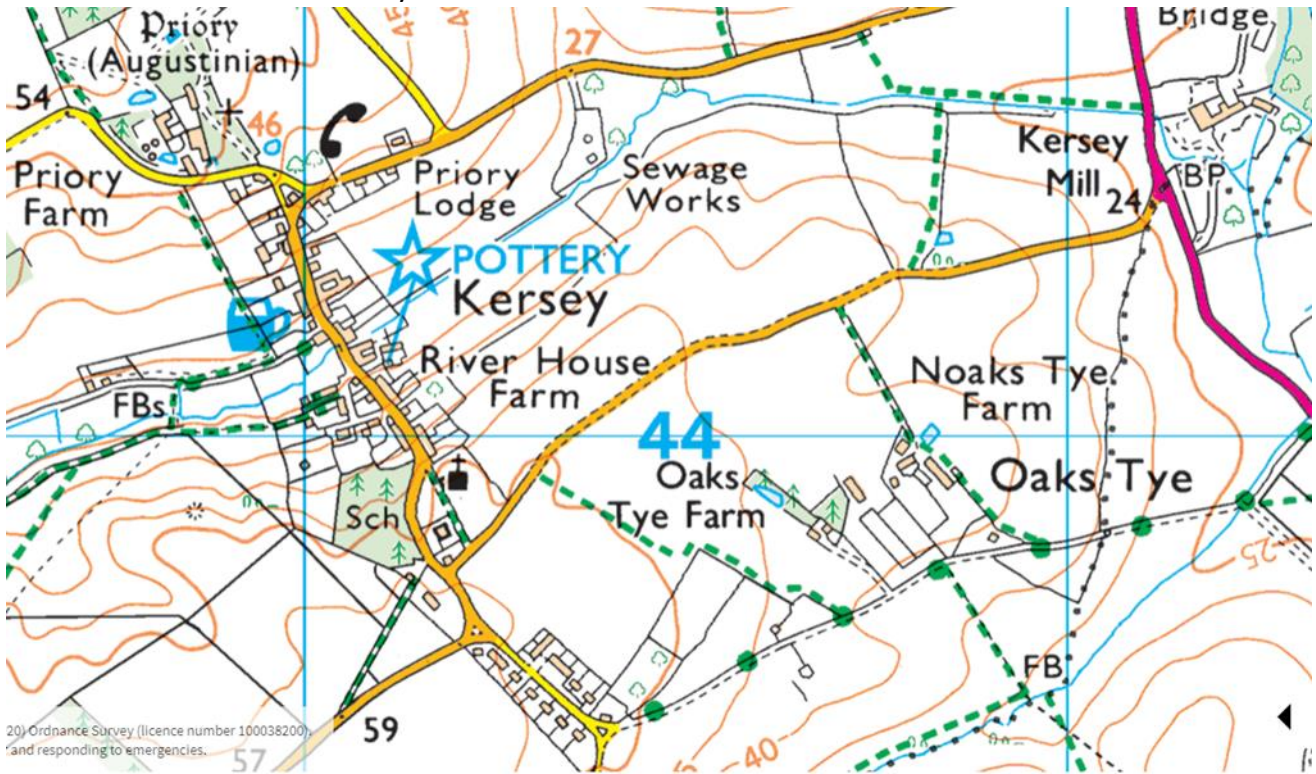 Priory
(Augustinian)
45
27
Bridge
54
46
Priory
Farm
Priory
Lodge
Sewage
Works
Kersey
Mill
24
BP
POTTERY
Kersey
River House
Farm
Noaks Tye
Farm
FBs
44
Oaks
Tye Farm
Oaks Tye
Sch
25
FB
59
57
40
20) Ordnance Survey (licence number 100038200).
and responding to emergencies.